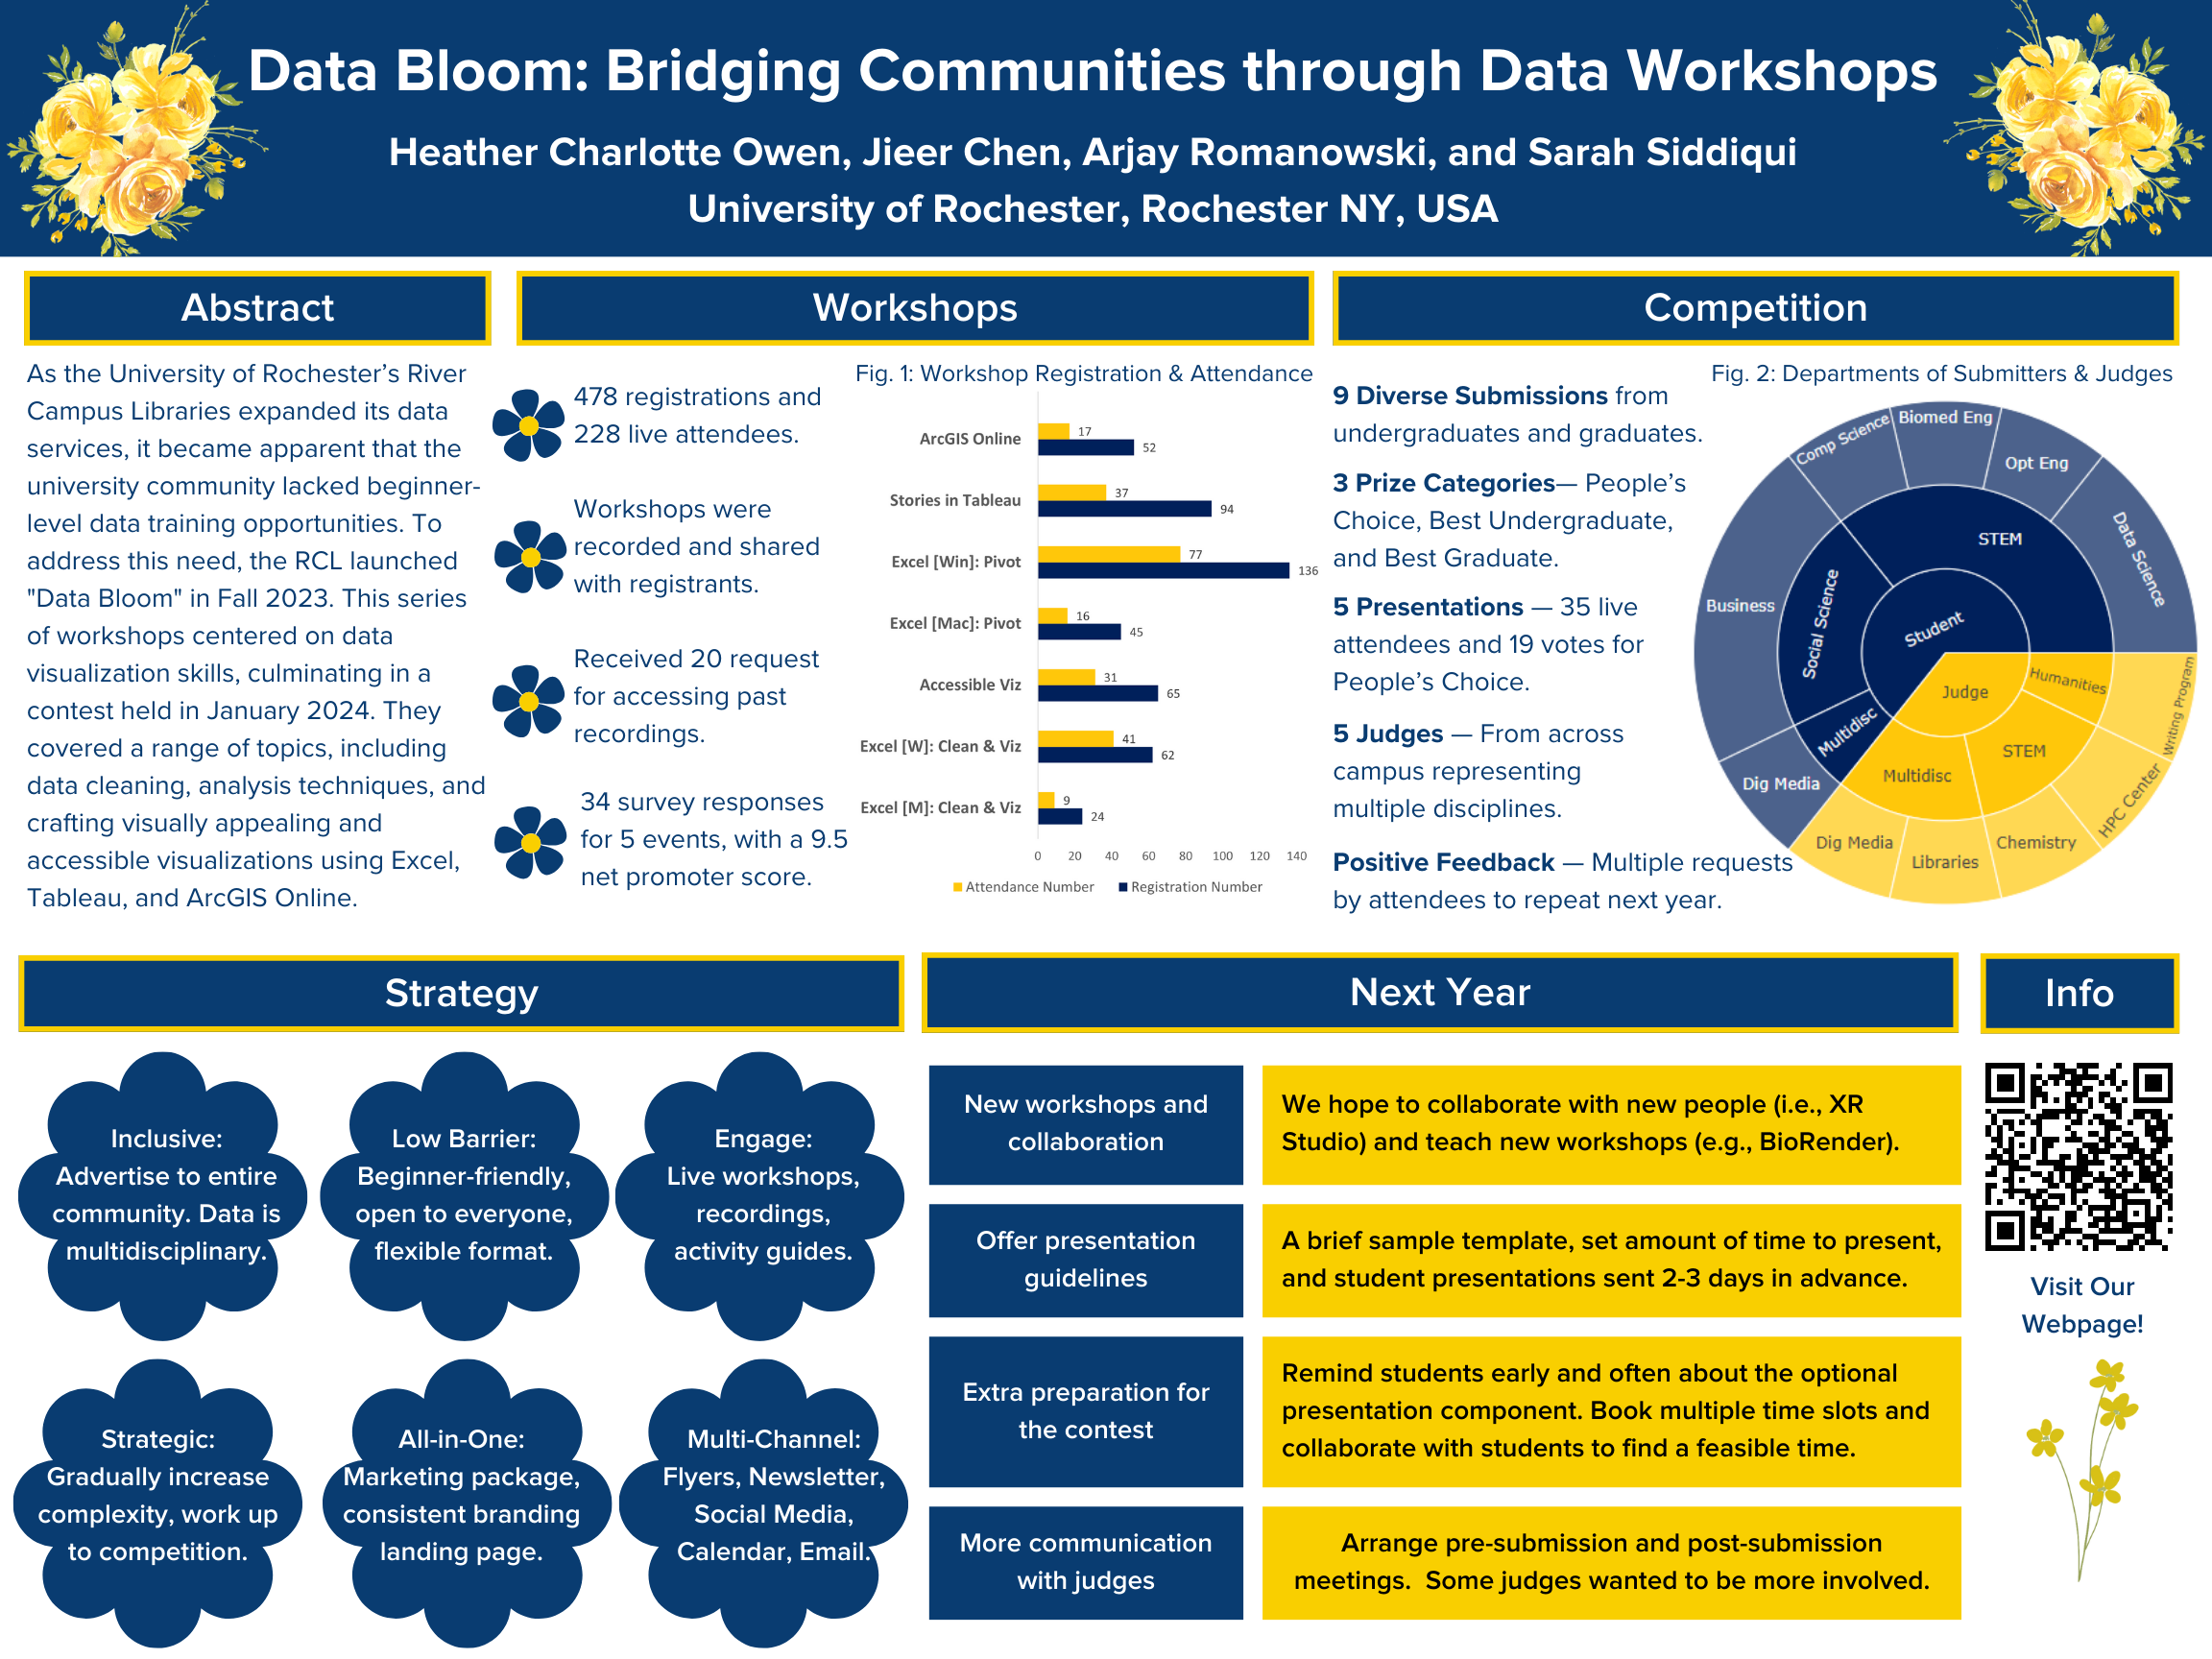 Data Bloom: Bridging Communities through Data Workshops
Heather Charlotte Owen, Jieer Chen, Arjay Romanowski, and Sarah Siddiqui
University of Rochester, Rochester NY, USA
Abstract
As the University of Rochester’s River
Campus Libraries expanded its data
services, it became apparent that the
university community lacked beginner-
level data training opportunities. To
address this need, the RCL launched
"Data Bloom" in Fall 2023. This series
of workshops centered on data
visualization skills, culminating in a
contest held in January 2024. They
covered a range of topics, including
data cleaning, analysis techniques, and
crafting visually appealing and
accessible visualizations using Excel,
Tableau, and ArcGIS Online.
Workshops
478 registrations and
228 live attendees.
Workshops were
recorded and shared
with registrants.
Received 20 request
for accessing past
recordings.
34 survey responses
for 5 events, with a 9.5
net promoter score.
Fig. 1: Workshop Registration & Attendance
ArcGIS Online
17
52
Stories in Tableau
37
94
Excel [Win]: Pivot
77
136
Excel [Mac]: Pivot
16
45
Accessible Viz
31
65
Excel [W]: Clean & Viz
41
62
Excel [M]: Clean & Viz
9
24
0 20 40 60 80 100 120 140
Attendance Number Registration Number
Competition
9 Diverse Submissions from
undergraduates and graduates.
3 Prize Categories— People’s
Choice, Best Undergraduate,
and Best Graduate.
5 Presentations — 35 live
attendees and 19 votes for
People’s Choice.
5 Judges — From across
campus representing
multiple disciplines.
Positive Feedback — Multiple requests
by attendees to repeat next year.
Fig. 2: Departments of Submitters & Judges
Comp Science
Biomed Eng
Opt Eng
Data Science
STEM
Business
Social Science
Student
Multidisc
Dig Media
Judge
Humanities
Writing Program
STEM
HPC Center
Multidisc
Dig Media
Libraries
Chemistry
Strategy
Inclusive:
Advertise to entire
community. Data is
multidisciplinary.
Low Barrier:
Beginner-friendly,
open to everyone,
flexible format.
Engage:
Live workshops,
recordings,
activity guides.
Strategic:
Gradually increase
complexity, work up
to competition.
All-in-One:
Marketing package,
consistent branding
landing page.
Multi-Channel:
Flyers, Newsletter,
Social Media,
Calendar, Email.
Next Year
New workshops and
collaboration
We hope to collaborate with new people (i.e., XR
Studio) and teach new workshops (e.g., BioRender).
Offer presentation
guidelines
A brief sample template, set amount of time to present,
and student presentations sent 2-3 days in advance.
Extra preparation for
the contest
Remind students early and often about the optional
presentation component. Book multiple time slots and
collaborate with students to find a feasible time.
More communication
with judges
Arrange pre-submission and post-submission
meetings. Some judges wanted to be more involved.
Info
Visit Our
Webpage!